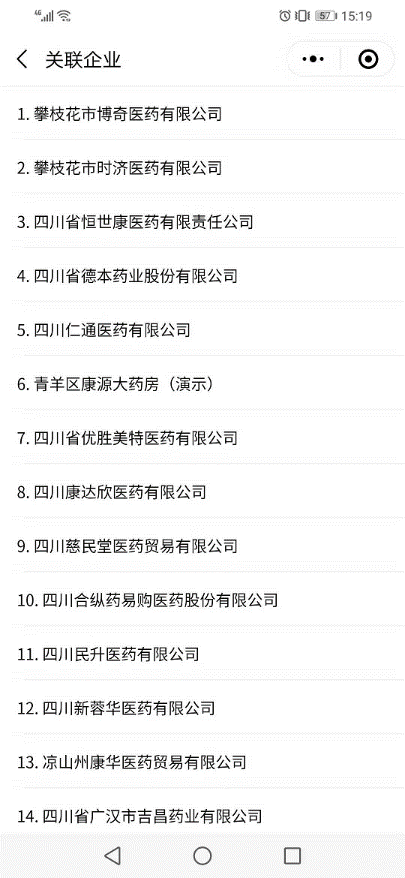 4G
57
15:19
关联企业
1. 攀枝花市博奇医药有限公司
2. 攀枝花市时济医药有限公司
3. 四川省恒世康医药有限责任公司
4. 四川省德本药业股份有限公司
5. 四川仁通医药有限公司
6. 青羊区康源大药房（演示）
7. 四川省优胜美特医药有限公司
8. 四川康达欣医药有限公司
9. 四川慈民堂医药贸易有限公司
10. 四川合纵药易购医药股份有限公司
11. 四川民升医药有限公司
12. 四川新蓉华医药有限公司
13. 凉山州康华医药贸易有限公司
14. 四川省广汉市吉昌药业有限公司